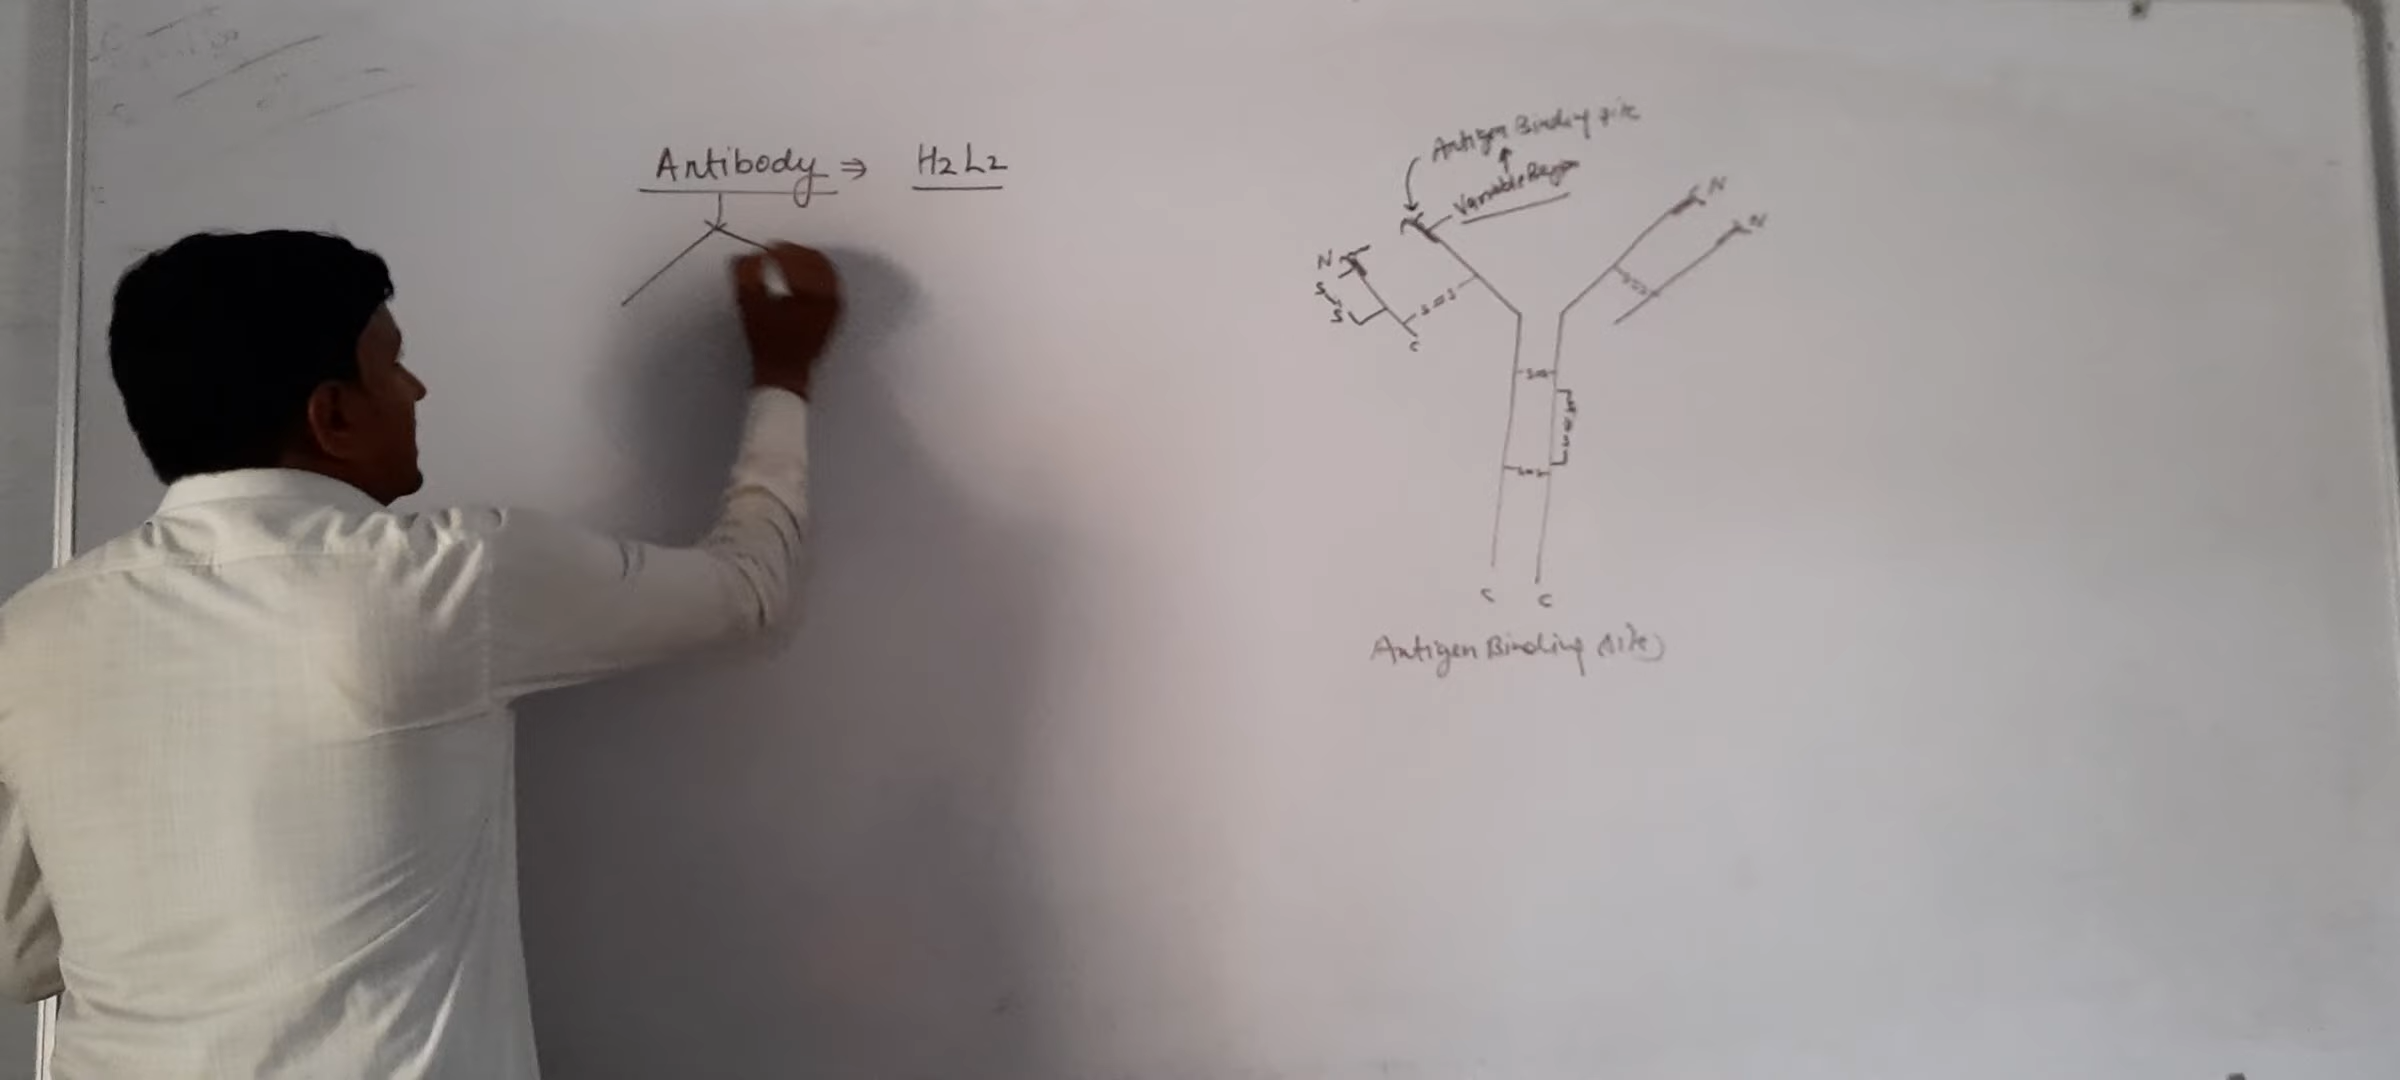 Antibody ⇒ H2L2
Antigen Binding site
Variable Region
N
N
N
S
S
S=S
C
S=S
S=S
S=S
C
C
Antigen Binding site